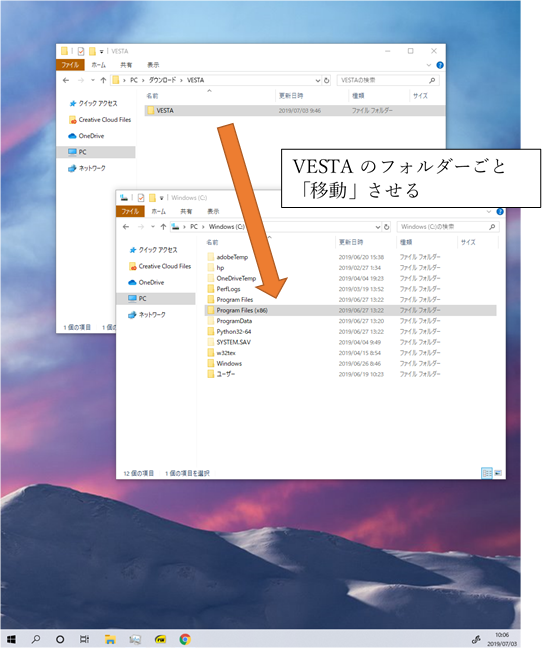 VESTA
ファイル ホーム 共有 表示
PC > ダウンロード > VESTA
VESTAの検索
名前 更新日時 種類 サイズ
クイック アクセス
Creative Cloud Files
OneDrive
PC
ネットワーク
VESTA 2019/07/03 9:46 ファイル フォルダー
1 個の項目
VESTA のフォルダーごと
「移動」させる
Windows (C:)
ファイル ホーム 共有 表示
PC > Windows (C:)
Windows (C:)の検索
名前 更新日時 種類 サイズ
クイック アクセス
Creative Cloud Files
OneDrive
PC
ネットワーク
adobeTemp 2019/06/20 15:38 ファイル フォルダー
hp 2019/02/27 1:34 ファイル フォルダー
OneDriveTemp 2019/04/04 19:23 ファイル フォルダー
PerfLogs 2019/03/19 13:52 ファイル フォルダー
Program Files 2019/06/27 13:22 ファイル フォルダー
Program Files (x86) 2019/06/27 13:22 ファイル フォルダー
ProgramData 2019/06/27 13:20 ファイル フォルダー
Python27-64 2019/06/27 13:22 ファイル フォルダー
SYSTEM.SAV 2019/04/04 9:49 ファイル フォルダー
w32tex 2019/04/15 8:54 ファイル フォルダー
Windows 2019/06/26 8:46 ファイル フォルダー
ユーザー 2019/06/19 10:23 ファイル フォルダー
12 個の項目 1 個の項目を選択
10:06
2019/07/03